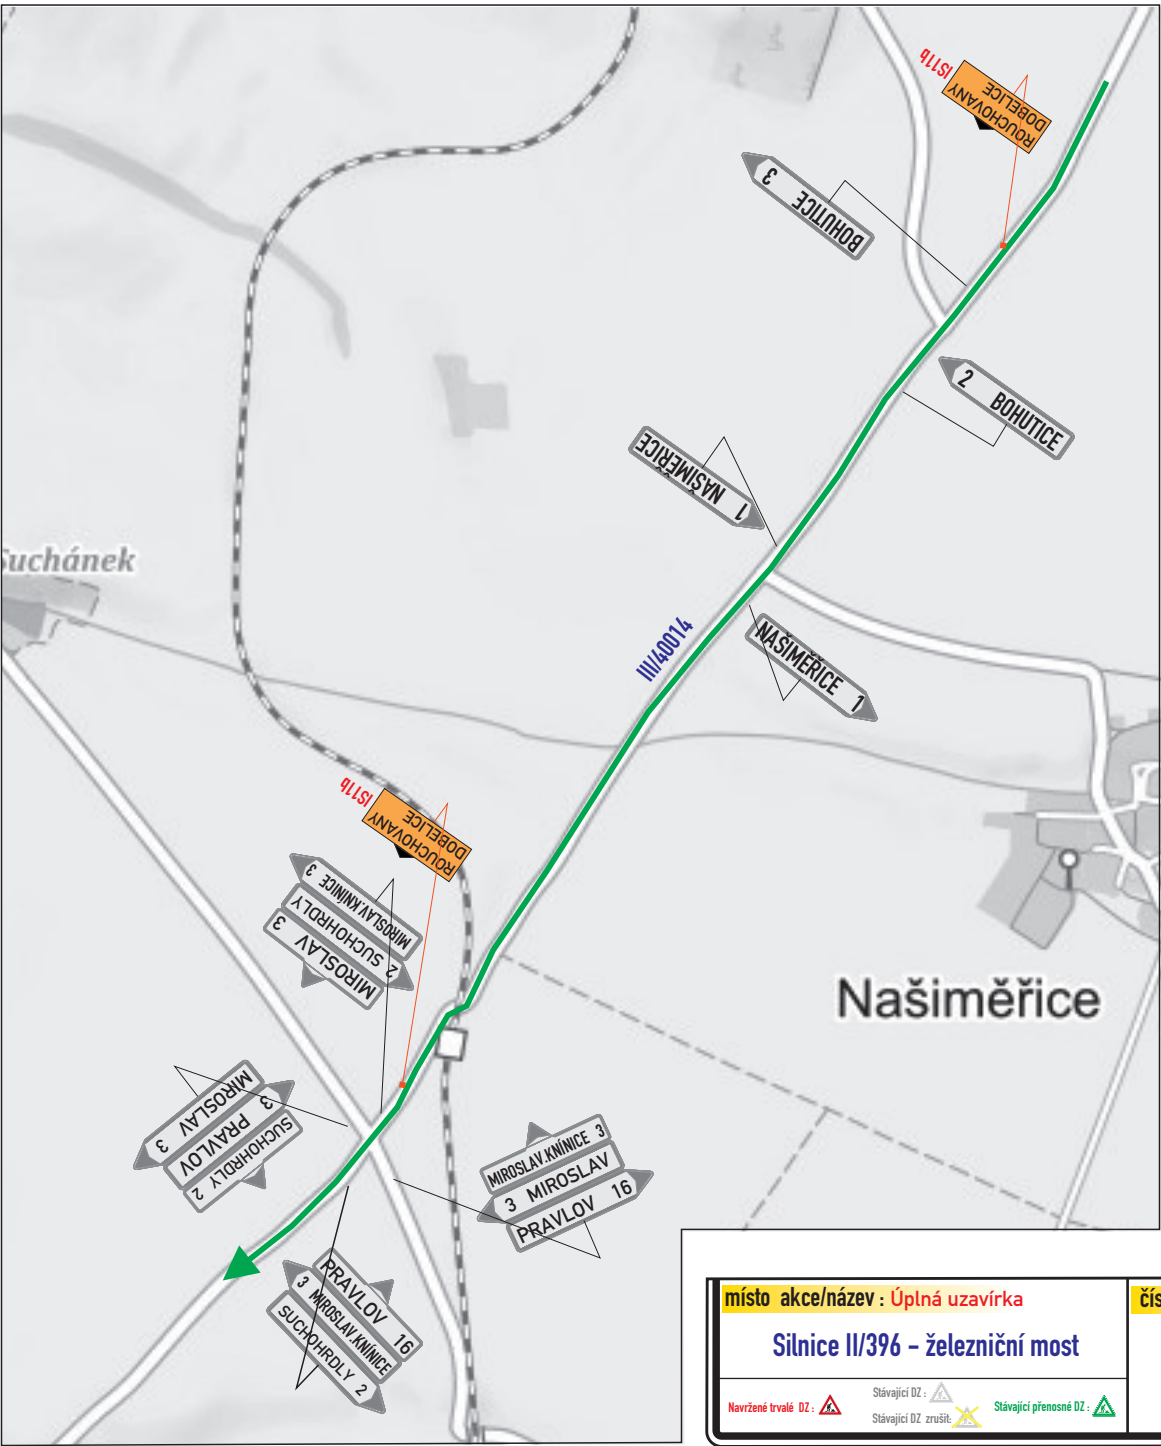 IS11b
ROUCHOVANY
DOBELICE
BOHUTICE 3
2 BOHUTICE
NAŠIMĚŘICE 1
NAŠIMĚŘICE 1
III/40014
uchánek
IS11b
ROUCHOVANY
DOBELICE
MIROSLAV.KNÍNICE 3
2 SUCHOHRDLY
MIROSLAV 3
Našiměřice
MIROSLAV 3
3 PRAVLOV
SUCHOHRDLY 2
MIROSLAV.KNÍNICE 3
3 MIROSLAV
PRAVLOV 16
PRAVLOV 16
3 MIROSLAV.KNÍNICE
SUCHOHRDLY 2
místo akce/název : Úplná uzavírka
čís
Silnice II/396 – železniční most
Navržené trvalé DZ :
Stávající DZ :
Stávající DZ zrušit:
Stávající přenosné DZ :